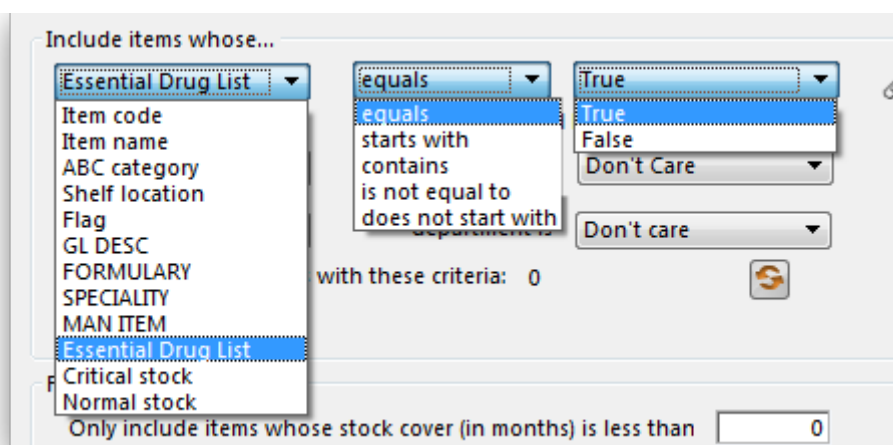 Include items whose...
Essential Drug List equals True
Item code
Item name
ABC category
Shelf location
Flag
GL DESC
FORMULARY
SPECIALITY
MAN ITEM
Essential Drug List
Critical stock
Normal stock
equals
starts with
contains
is not equal to
does not start with
True
False
Don't Care
Don't care
with these criteria: 0
Only include items whose stock cover (in months) is less than 0